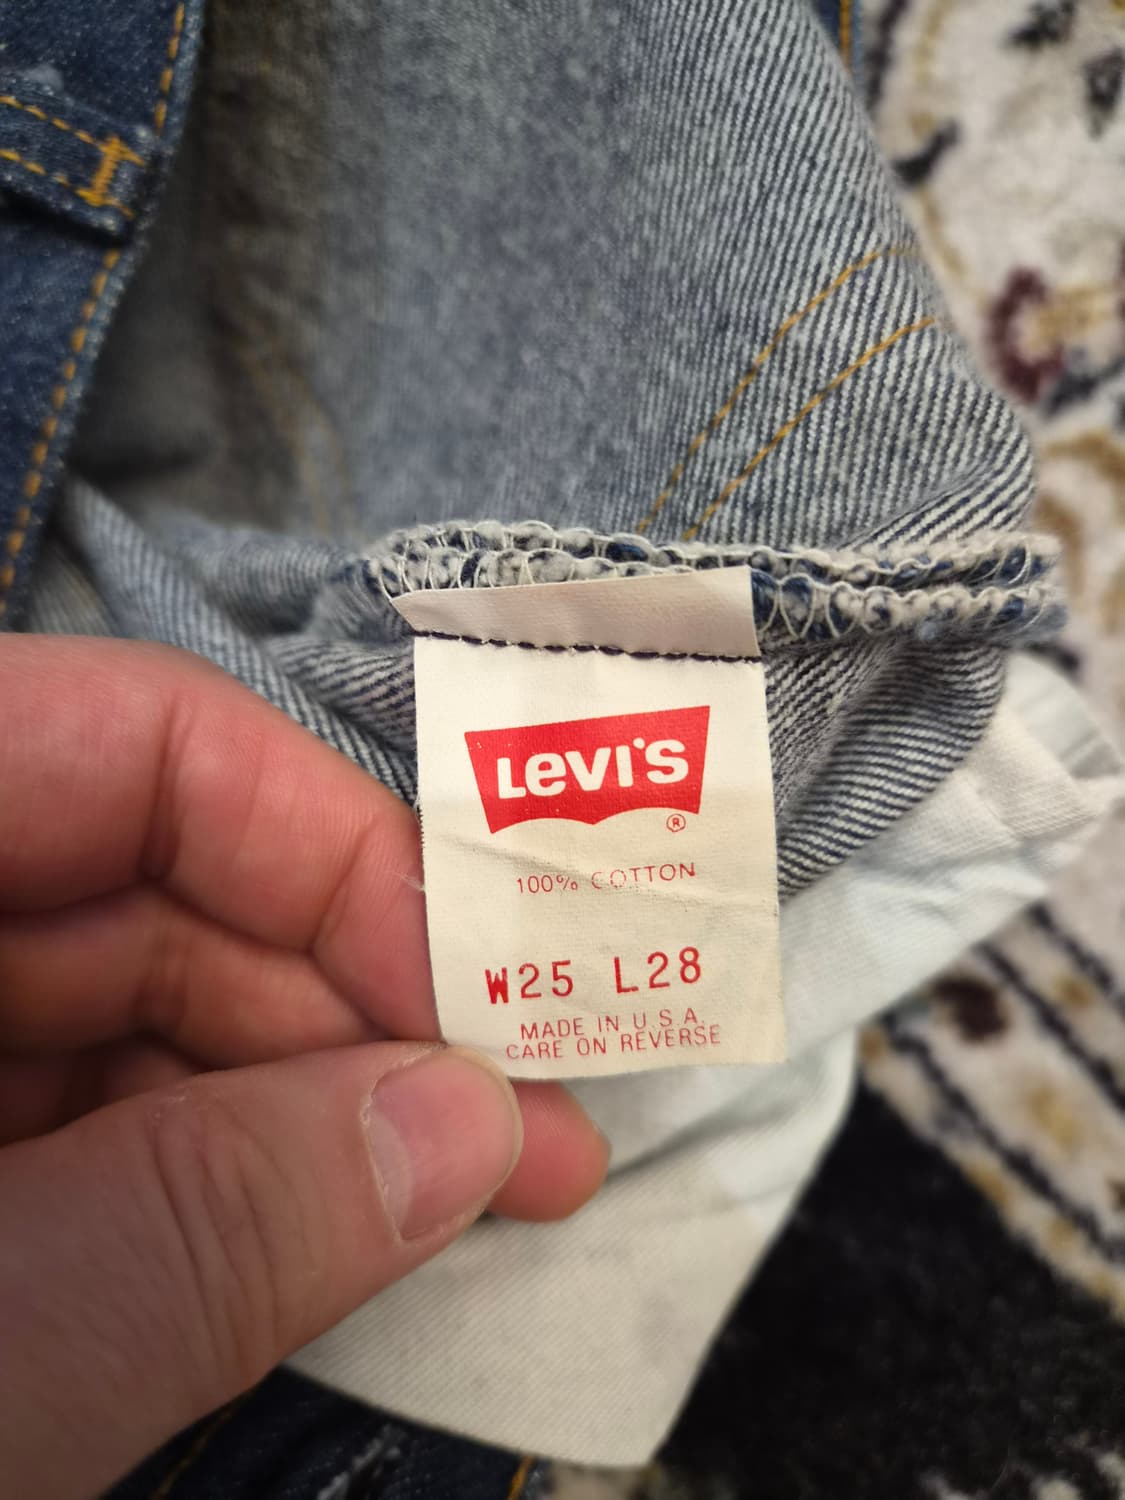 LEVI'S
®
100% COTTON
W25 L28
MADE IN U.S.A.
CARE ON REVERSE